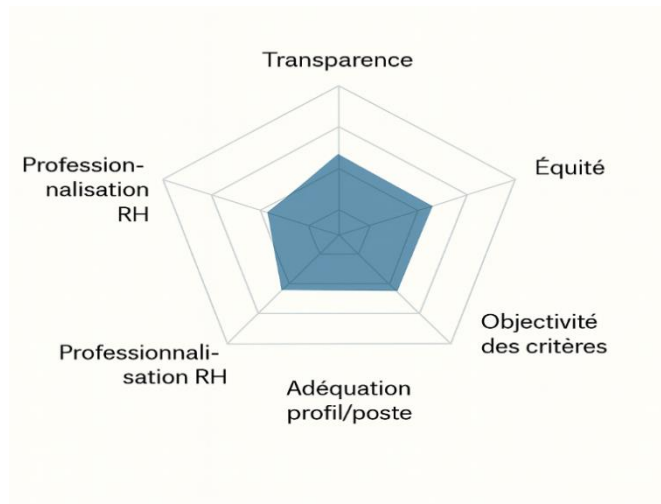 Transparence
Profession-
nalisation
RH
Équité
Objectivité
des critères
Professionnali-
sation RH
Adéquation
profil/poste